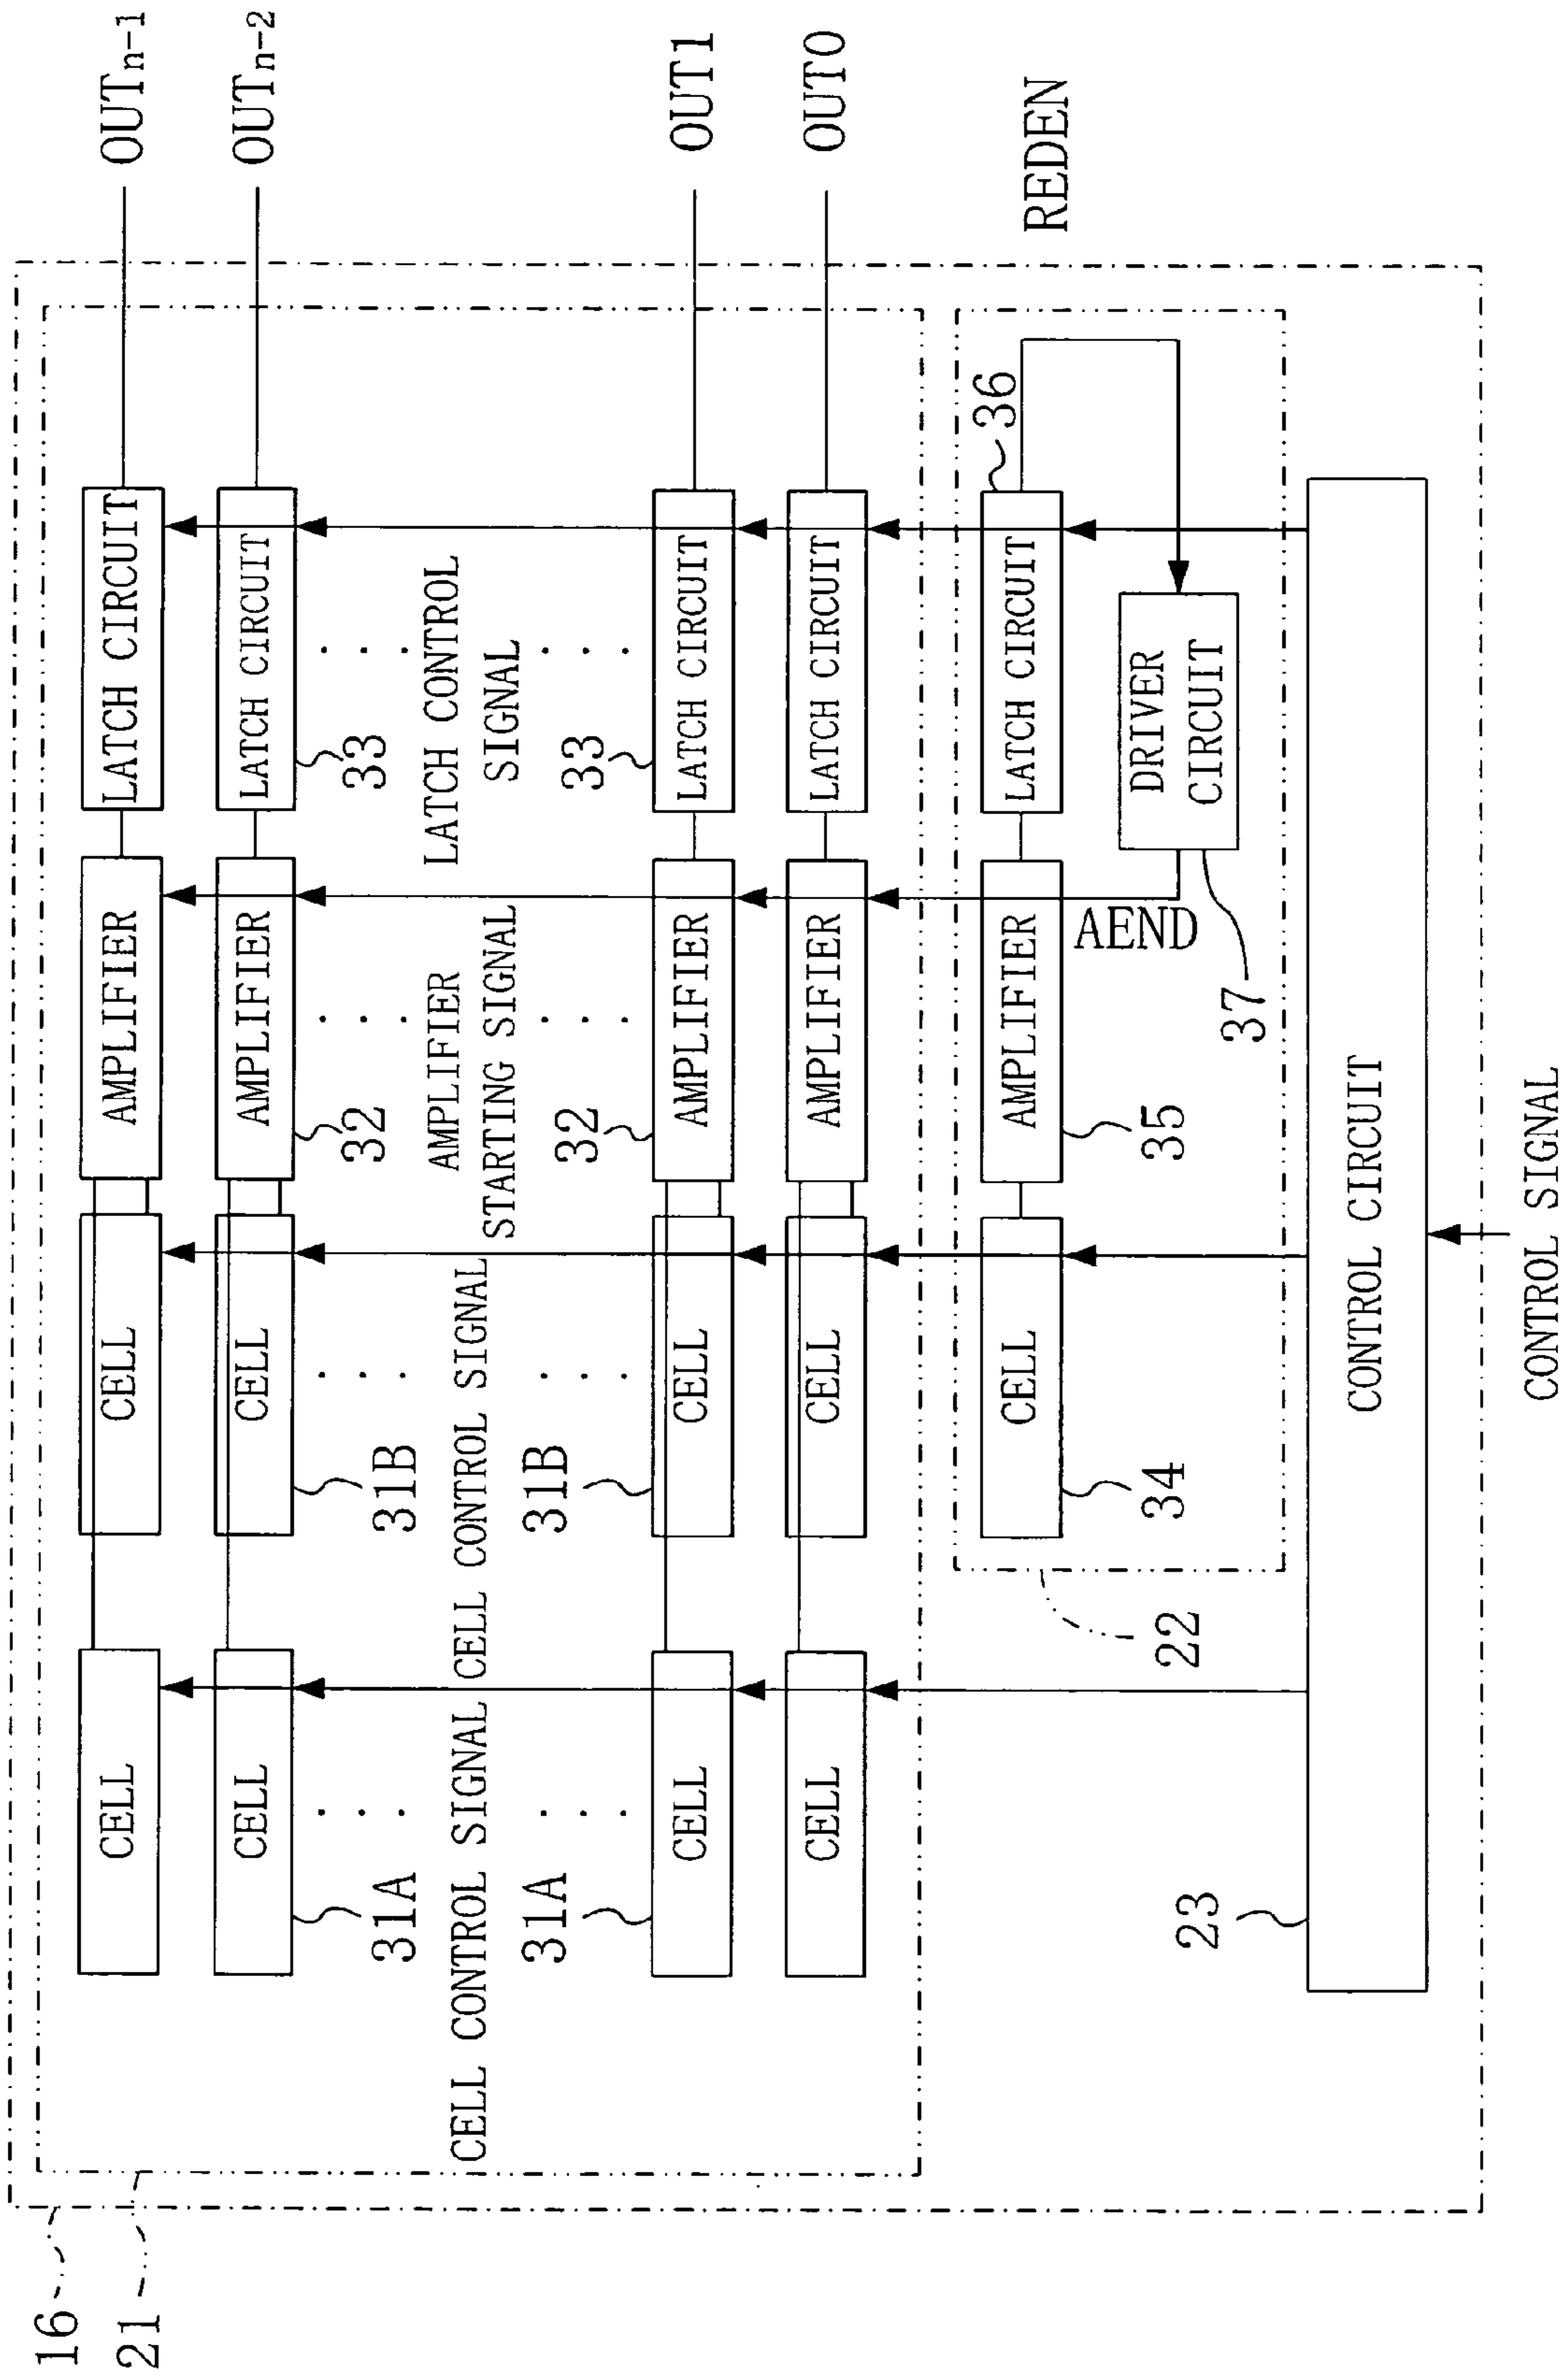 OUTn-1
OUTn-2
OUT1
OUT0
REDEN
LATCH CIRCUIT
LATCH CIRCUIT
33
LATCH CONTROL
SIGNAL
33
LATCH CIRCUIT
LATCH CIRCUIT
36
LATCH CIRCUIT
DRIVER
CIRCUIT
37
AEND
AMPLIFIER
AMPLIFIER
32
AMPLIFIER
STARTING SIGNAL
32
AMPLIFIER
AMPLIFIER
AMPLIFIER
35
CELL
CELL
31B
CELL CONTROL SIGNAL
31B
CELL
CELL
CELL
34
22
CELL
CELL
31A
CELL CONTROL SIGNAL
31A
CELL
CELL
23
CONTROL CIRCUIT
CONTROL SIGNAL
16
21